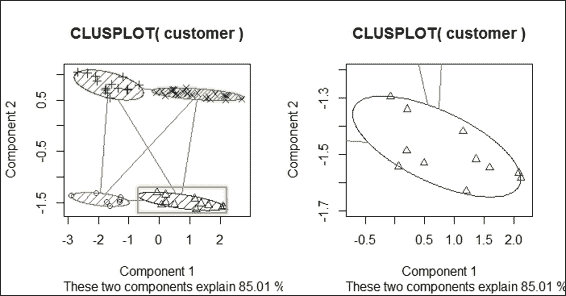 CLUSPLOT( customer )
Component 2
0.5
-0.5
-1.5
-3 -2 -1 0 1 2
Component 1
These two components explain 85.01 %
CLUSPLOT( customer )
Component 2
-1.3
-1.5
-1.7
-0.5 0.5 1.0 2.0
Component 1
These two components explain 85.01 %